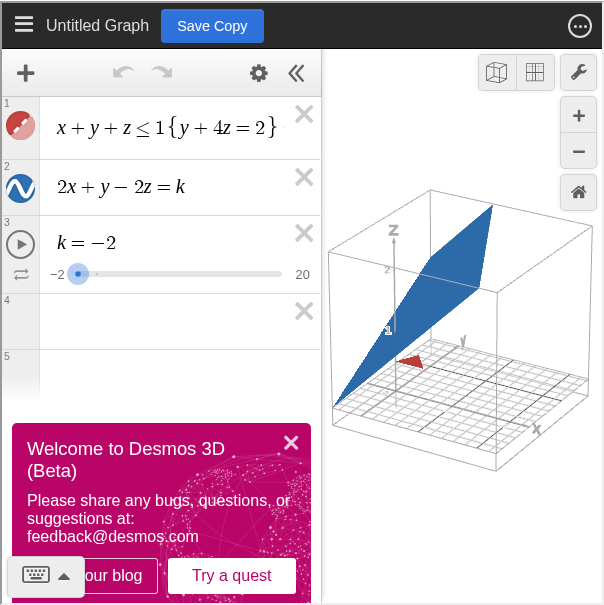 Untitled Graph
Save Copy
1
x + y + z ≤ 1 {y + 4z = 2}
2
2x + y − 2z = k
3
k = −2
−2
20
4
5
z
2
1
y
x
Welcome to Desmos 3D
(Beta)
Please share any bugs, questions, or
suggestions at:
feedback@desmos.com
our blog
Try a quest